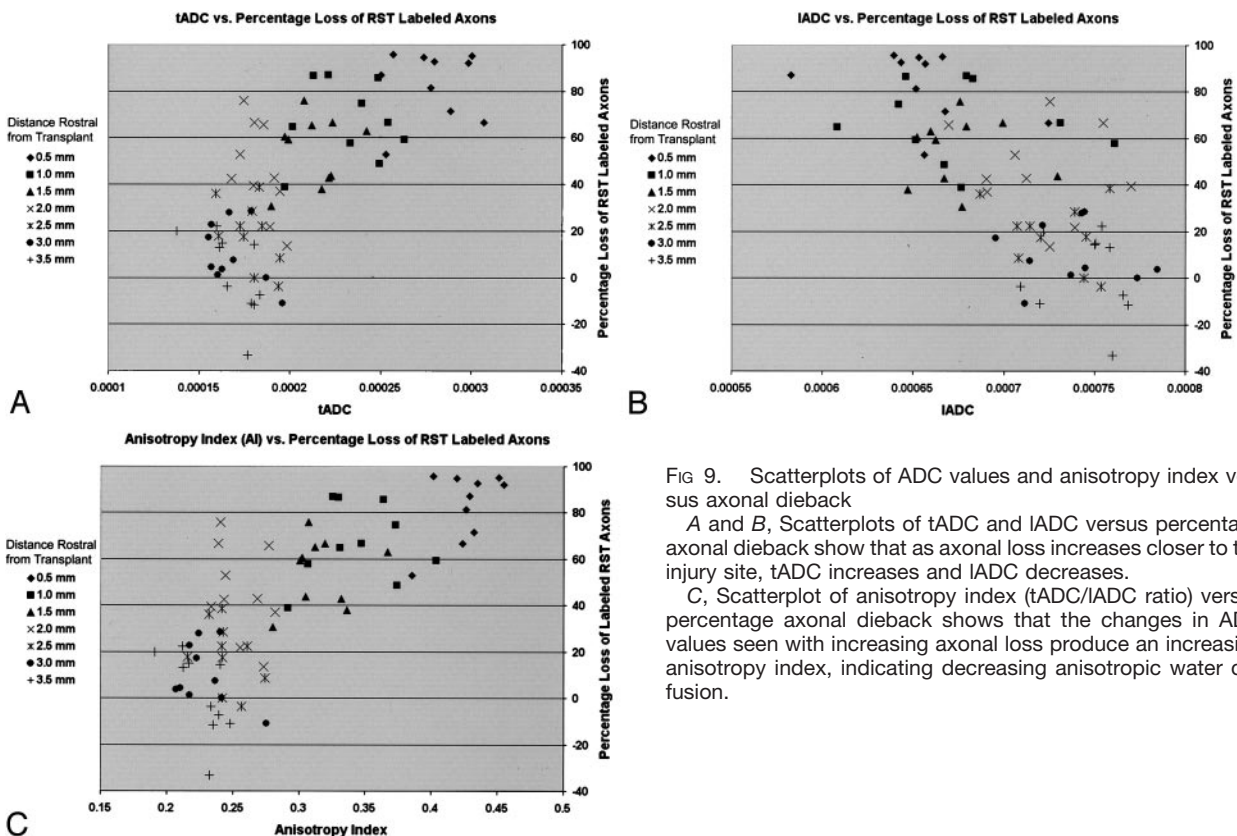 tADC vs. Percentage Loss of RST Labeled Axons
Distance Rostral
from Transplant
0.5 mm
1.0 mm
1.5 mm
2.0 mm
2.5 mm
3.0 mm
3.5 mm
100
80
60
40
20
0
-20
-40
Percentage Loss of RST Labeled Axons
0.0001
0.00015
0.0002
0.00025
0.0003
0.00035
tADC
A
lADC vs. Percentage Loss of RST Labeled Axons
Distance Rostral
from Transplant
0.5 mm
1.0 mm
1.5 mm
2.0 mm
2.5 mm
3.0 mm
3.5 mm
100
80
60
40
20
0
-20
-40
Percentage Loss of RST Labeled Axons
0.00055
0.0006
0.00065
0.0007
0.00075
0.0008
lADC
B
Anisotropy Index (AI) vs. Percentage Loss of RST Labeled Axons
Distance Rostral
from Transplant
0.5 mm
1.0 mm
1.5 mm
2.0 mm
2.5 mm
3.0 mm
3.5 mm
100
80
60
40
20
0
-20
-40
Percentage Loss of Labeled RST Axons
0.15
0.2
0.25
0.3
0.35
0.4
0.45
0.5
Anisotropy Index
C
FIG 9. Scatterplots of ADC values and anisotropy index v
sus axonal dieback
A and B, Scatterplots of tADC and lADC versus percenta
axonal dieback show that as axonal loss increases closer to t
injury site, tADC increases and lADC decreases.
C, Scatterplot of anisotropy index (tADC/lADC ratio) vers
percentage axonal dieback shows that the changes in AD
values seen with increasing axonal loss produce an increasi
anisotropy index, indicating decreasing anisotropic water d
fusion.